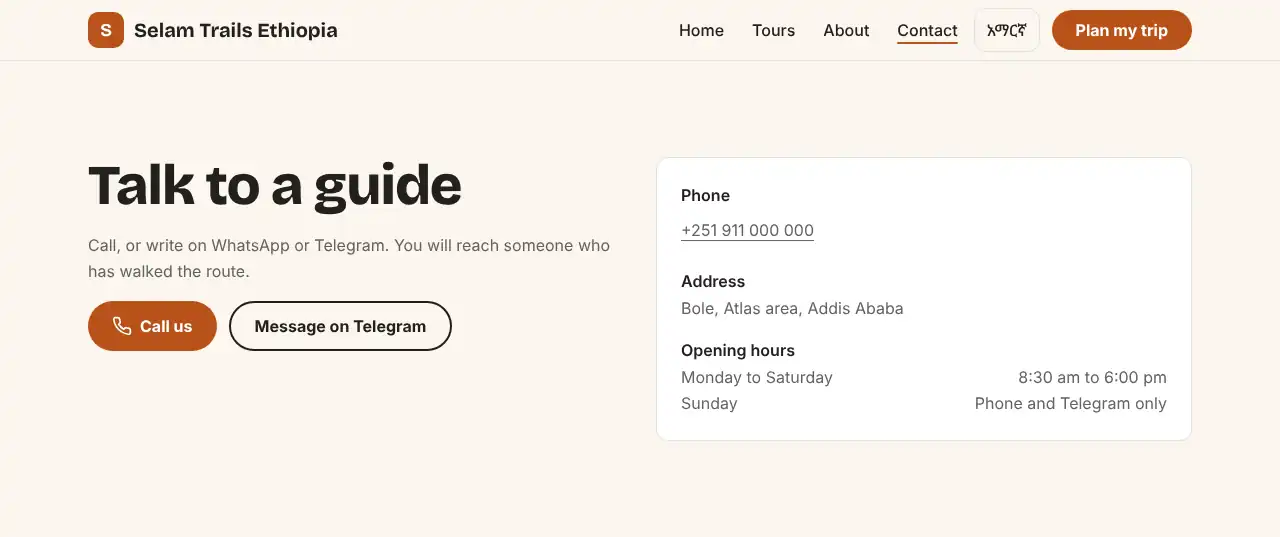 S
Selam Trails Ethiopia
Home
Tours
About
Contact
አማርኛ
Plan my trip
Talk to a guide
Call, or write on WhatsApp or Telegram. You will reach someone who
has walked the route.
Call us
Message on Telegram
Phone
+251 911 000 000
Address
Bole, Atlas area, Addis Ababa
Opening hours
Monday to Saturday 8:30 am to 6:00 pm
Sunday Phone and Telegram only